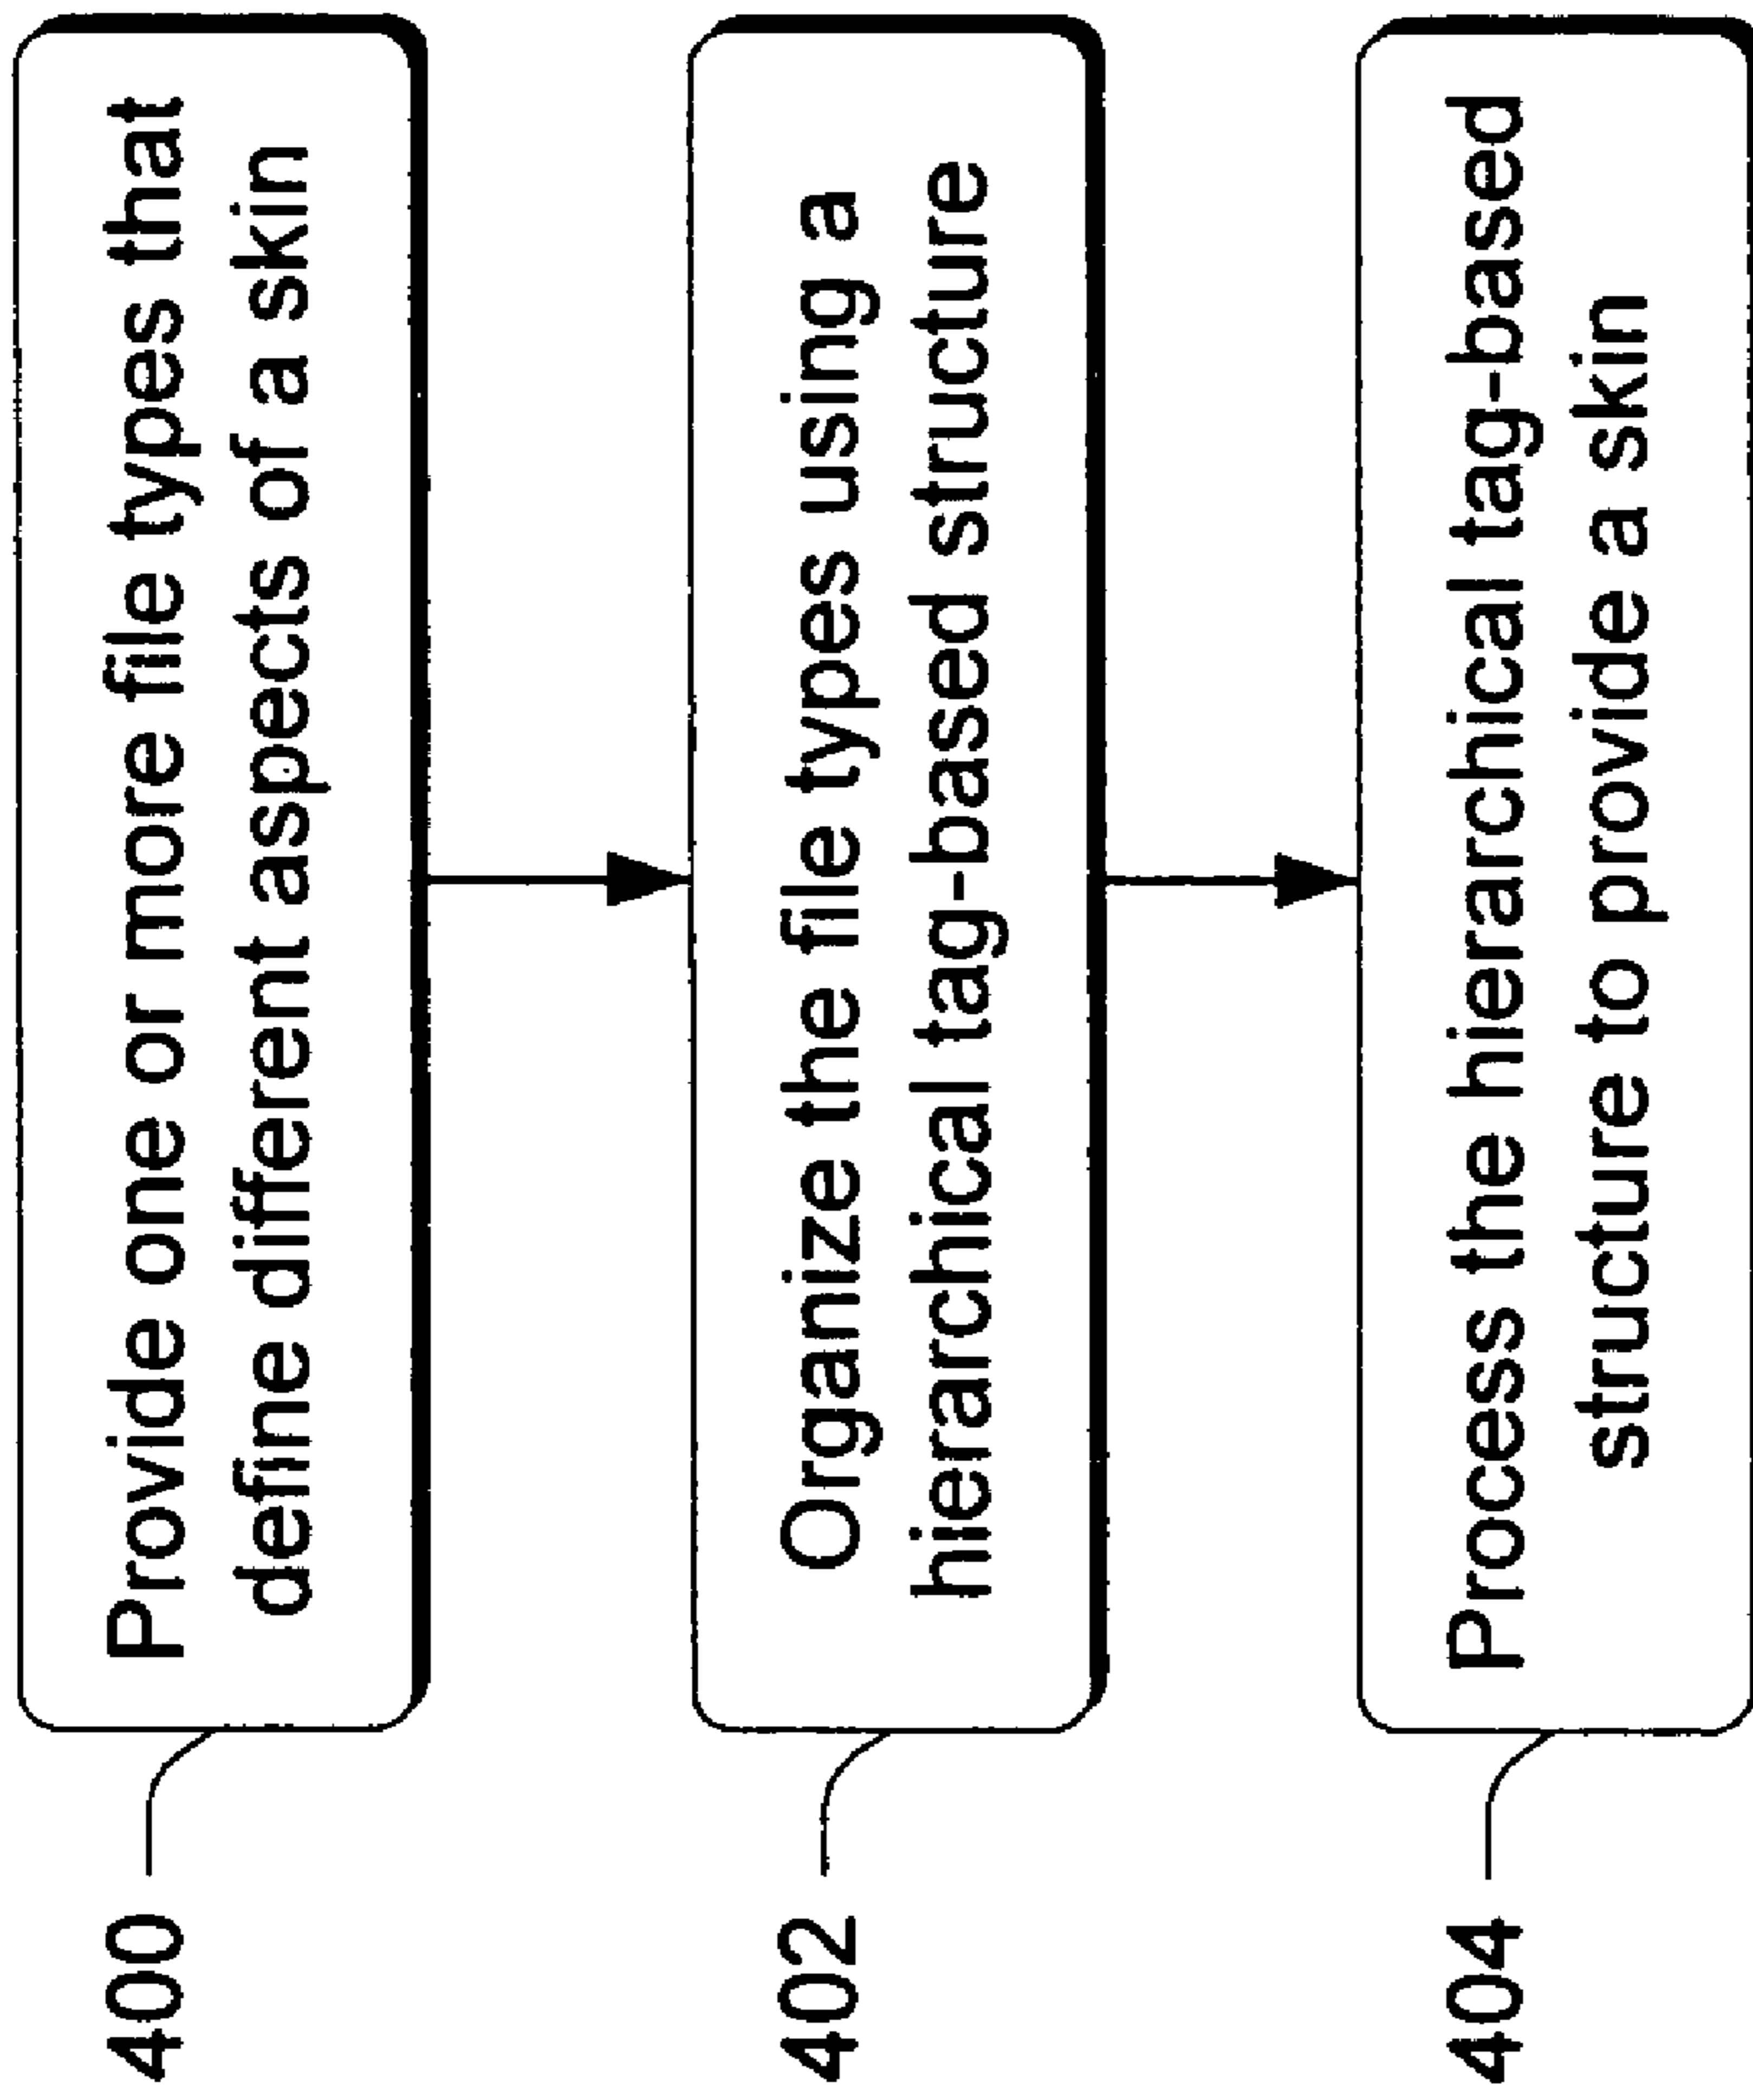 400
Provide one or more file types that
define different aspects of a skin
402
Organize the file types using a
hierarchical tag-based structure
404
Process the hierarchical tag-based
structure to provide a skin